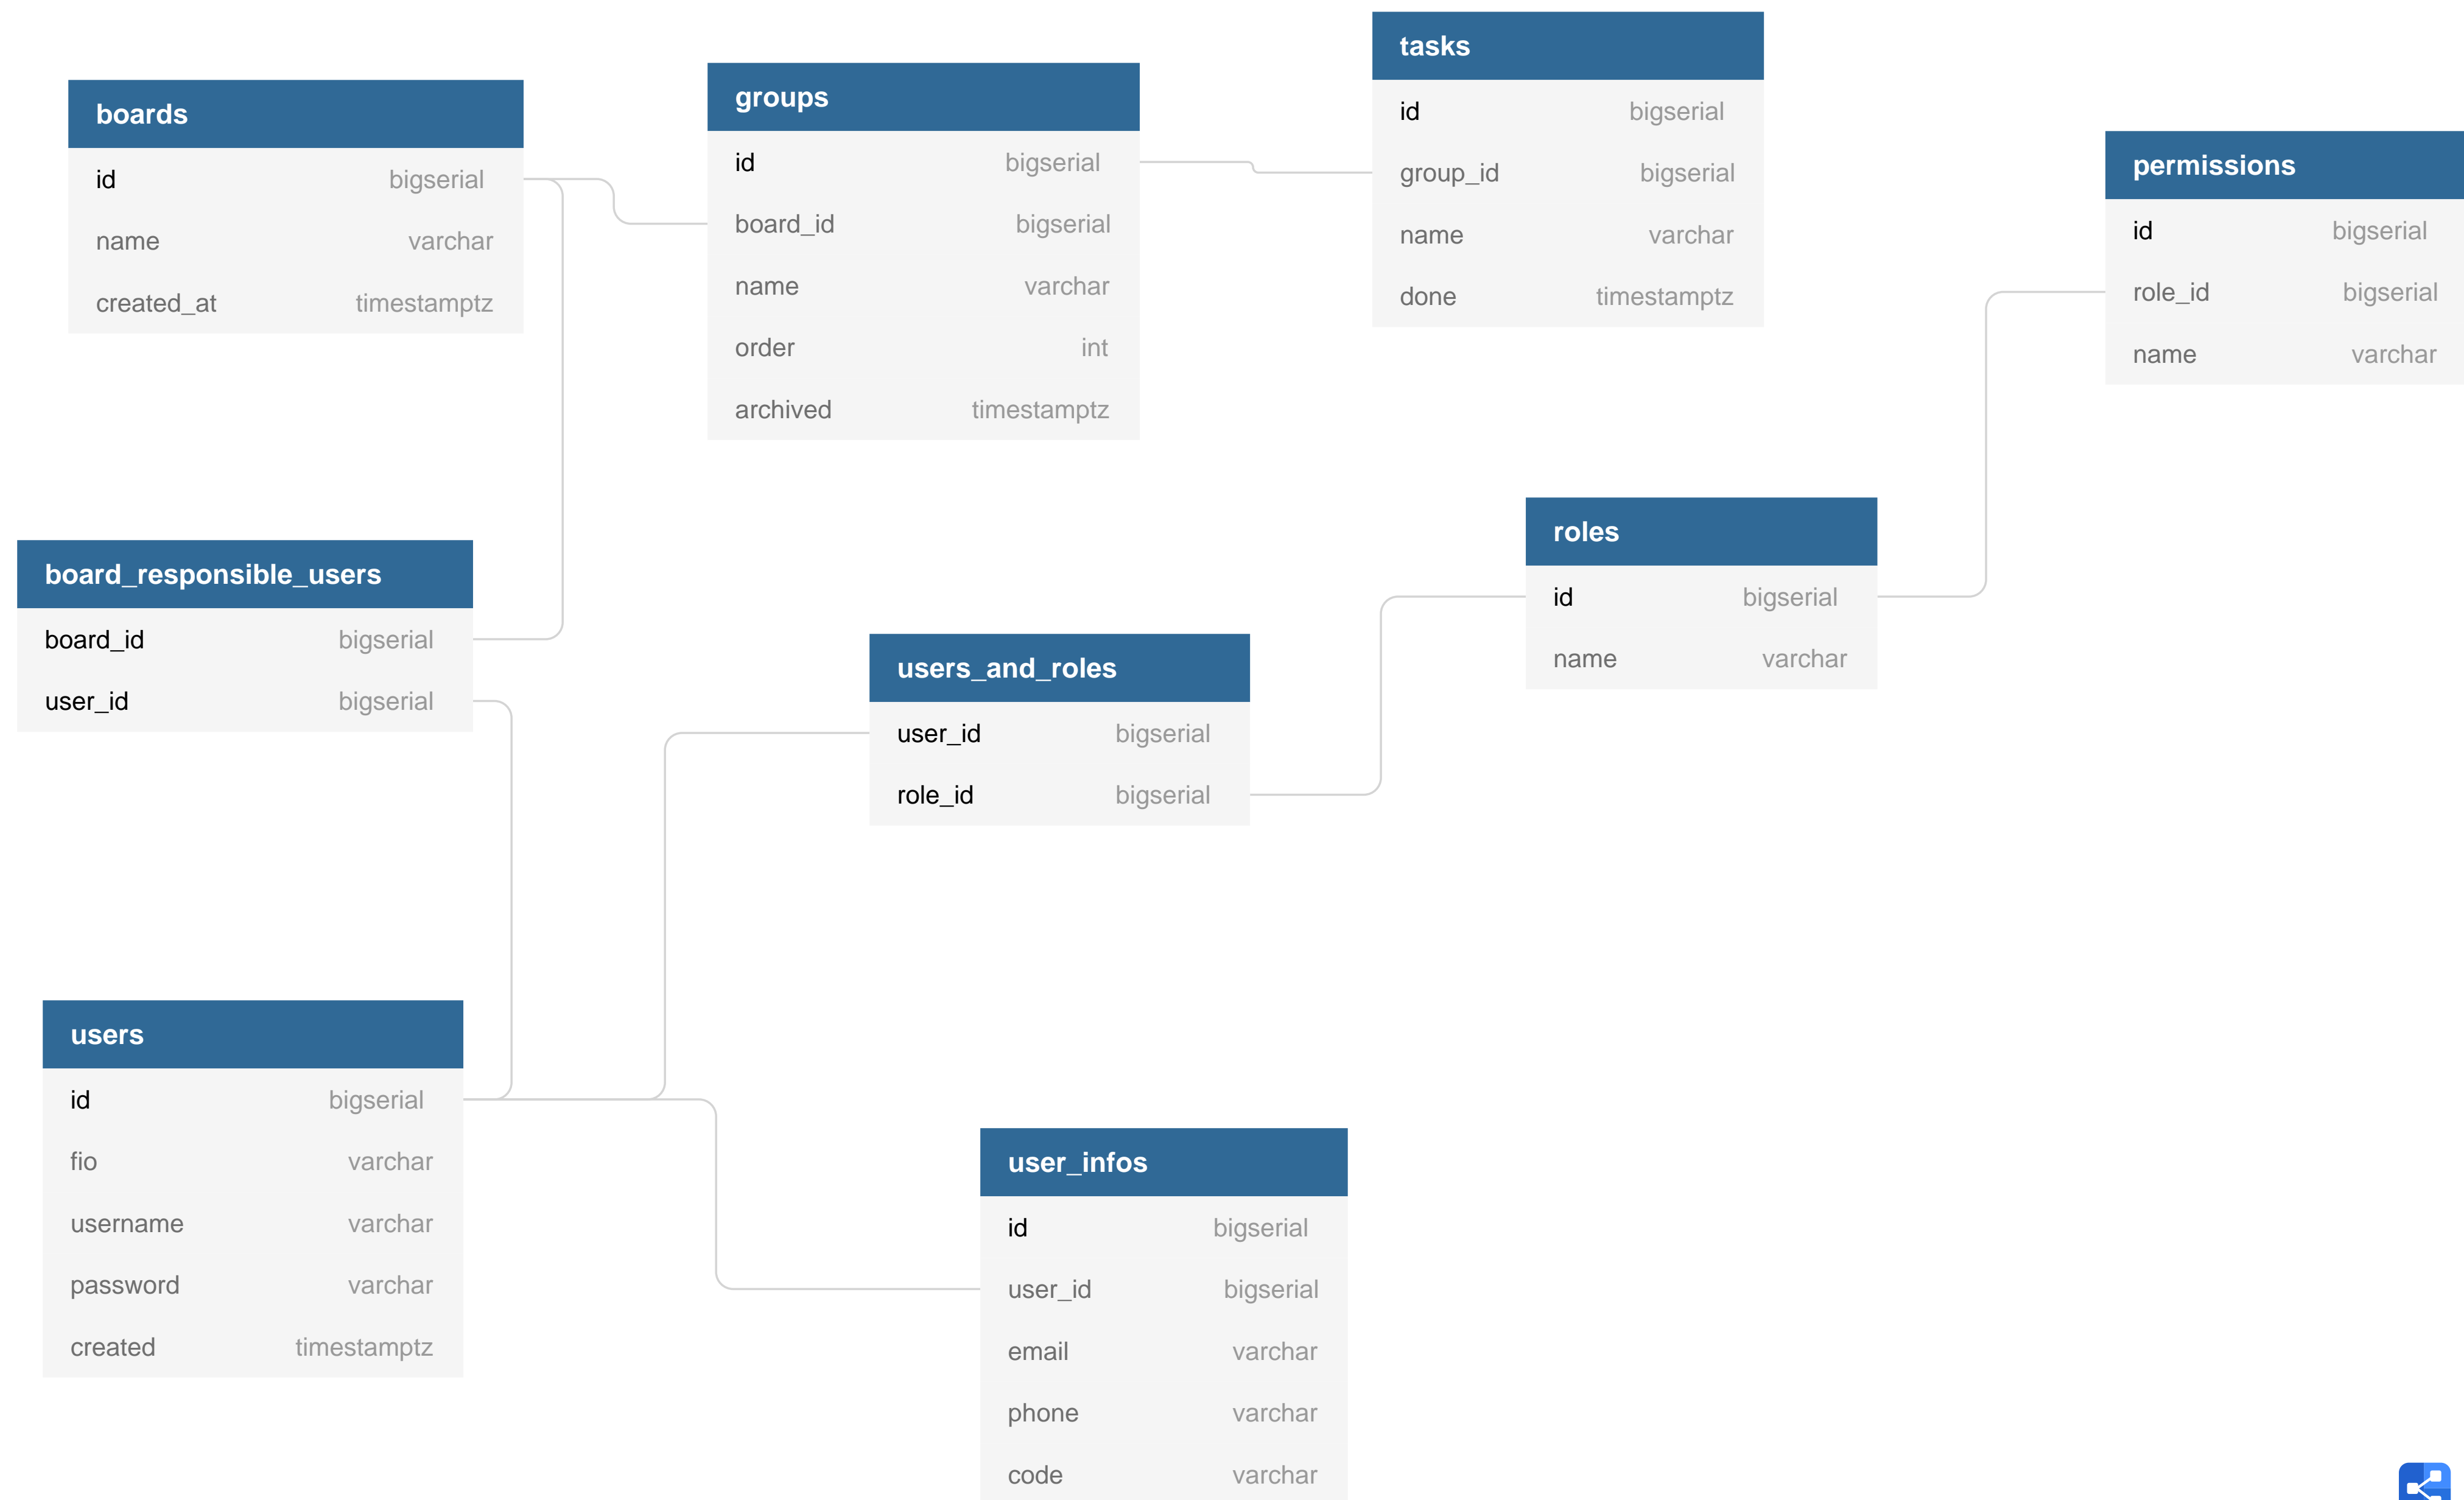 boards
id bigserial
name varchar
created_at timestamptz
groups
id bigserial
board_id bigserial
name varchar
order int
archived timestamptz
tasks
id bigserial
group_id bigserial
name varchar
done timestamptz
permissions
id bigserial
role_id bigserial
name varchar
board_responsible_users
board_id bigserial
user_id bigserial
users_and_roles
user_id bigserial
role_id bigserial
roles
id bigserial
name varchar
users
id bigserial
fio varchar
username varchar
password varchar
created timestamptz
user_infos
id bigserial
user_id bigserial
email varchar
phone varchar
code varchar